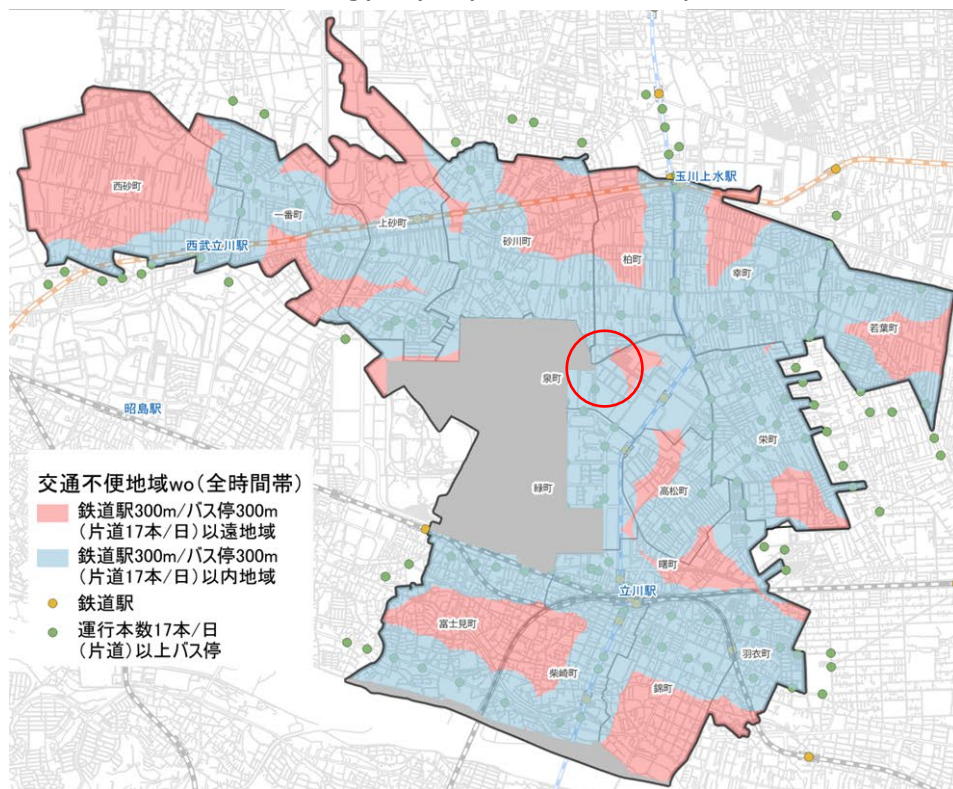 玉川上水駅
西砂町
一番町
上砂町
西武立川駅
砂川町
柏町
幸町
若葉町
泉町
昭島駅
栄町
緑町
高松町
曙町
立川駅
富士見町
柴崎町
羽衣町
錦町
交通不便地域wo(全時間帯)
鉄道駅300m/バス停300m
(片道17本/日)以遠地域
鉄道駅300m/バス停300m
(片道17本/日)以内地域
鉄道駅
運行本数17本/日
(片道)以上バス停